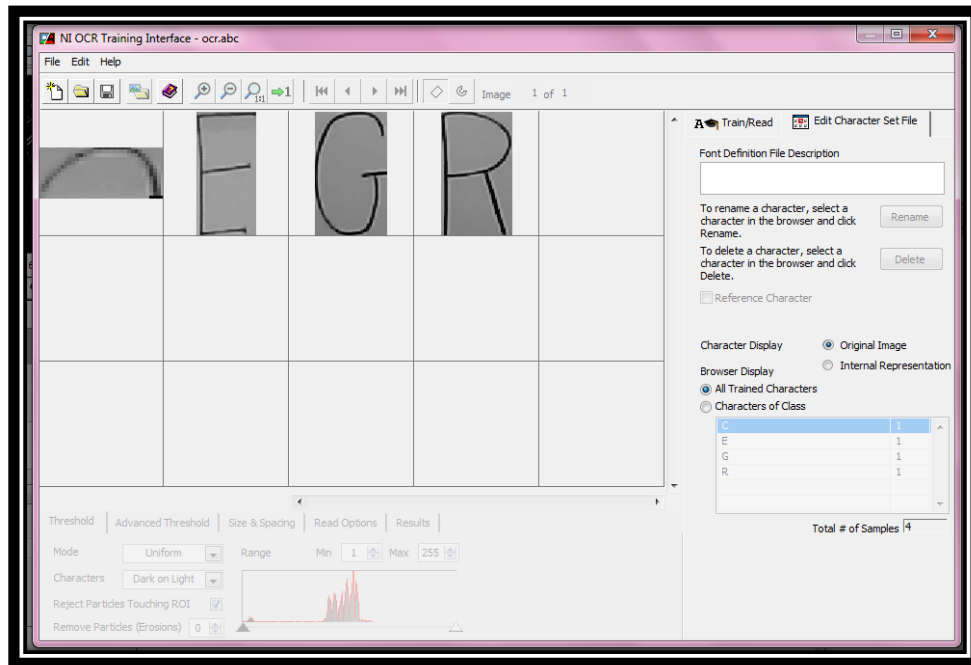 NI OCR Training Interface - ocr.abc
File Edit Help
1:1 1 Image 1 of 1
E G R
Train/Read Edit Character Set File
Font Definition File Description
To rename a character, select a
character in the browser and click
Rename.
Rename
To delete a character, select a
character in the browser and click
Delete.
Delete
Reference Character
Character Display Original Image
Internal Representation
Browser Display
All Trained Characters
Characters of Class
C 1
E 1
G 1
R 1
Total # of Samples 4
Threshold Advanced Threshold Size & Spacing Read Options Results
Mode Uniform Range Min 1 Max 255
Characters Dark on Light
Reject Particles Touching ROI
Remove Particles (Erosions) 0